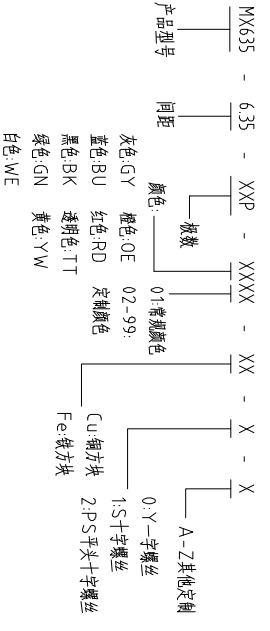 MX635 - 6.35 - XXP - XXXX - XX - X - X
产品型号
间距
极数
颜色:
灰色:GY 橙色:OE
蓝色:BU 红色:RD
黑色:BK 透明色:TT
绿色:GN 黄色:YW
白色:WE
01:常规颜色
02-99:
定制颜色
Cu:铜方块
Fe:铁方块
0:Y一字螺丝
1:S十字螺丝
2:PS平头十字螺丝
A-Z其他定制